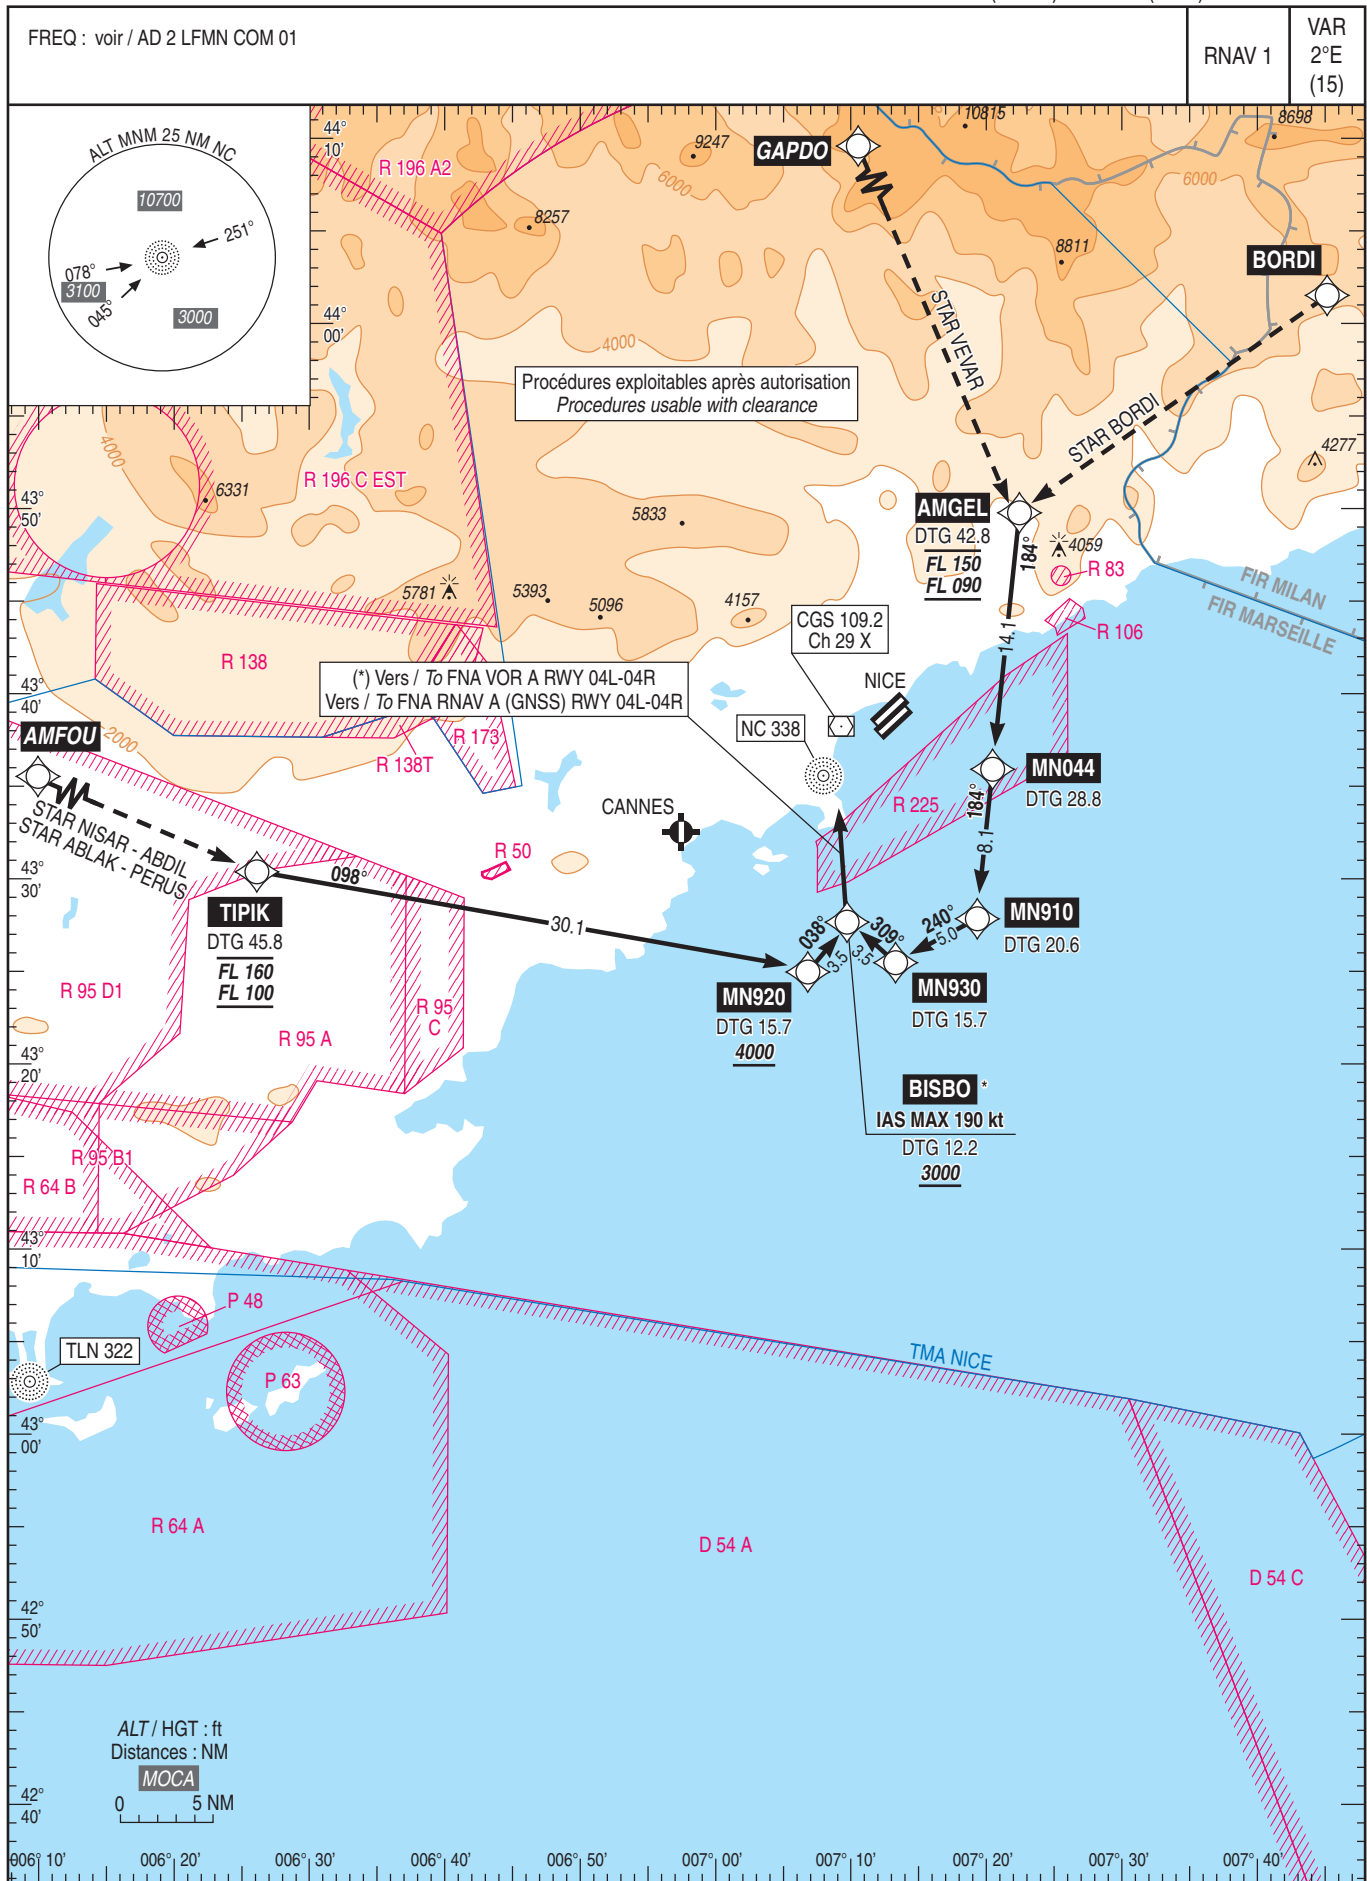 FREQ : voir / AD 2 LFMN COM 01
RNAV 1
VAR
2°E
(15)
ALT MNM 25 NM NC
10700
251°
078°
3100
045°
3000
44°
10'
R 196 A2
9247
6000
8257
GAPDO
10815
8698
6000
8811
BORDI
44°
00'
4000
STAR VEVAR
STAR BORDI
Procédures exploitables après autorisation
Procedures usable with clearance
4000
6331
R 196 C EST
43°
50'
5833
4277
AMGEL
DTG 42.8
FL 150
FL 090
184°
4059
R 83
5781
5393
5096
4157
CGS 109.2
Ch 29 X
R 106
FIR MILAN
FIR MARSEILLE
14.1
R 138
(*) Vers / To FNA VOR A RWY 04L-04R
Vers / To FNA RNAV A (GNSS) RWY 04L-04R
NICE
43°
40'
AMFOU
2000
R 138T
R 173
NC 338
MN044
DTG 28.8
184°
8.1
R 225
CANNES
STAR NISAR - ABDIL
STAR ABLAK - PERUS
R 50
43°
30'
098°
30.1
TIPIK
DTG 45.8
FL 160
FL 100
038°
3.5
309°
3.5
240°
5.0
MN910
DTG 20.6
MN920
DTG 15.7
4000
MN930
DTG 15.7
R 95 D1
R 95 A
R 95
C
43°
20'
BISBO *
IAS MAX 190 kt
DTG 12.2
3000
R 95 B1
R 64 B
43°
10'
P 48
TLN 322
P 63
TMA NICE
43°
00'
R 64 A
D 54 A
D 54 C
42°
50'
ALT / HGT : ft
Distances : NM
MOCA
0 5 NM
42°
40'
006° 10' 006° 20' 006° 30' 006° 40' 006° 50' 007° 00' 007° 10' 007° 20' 007° 30' 007° 40'